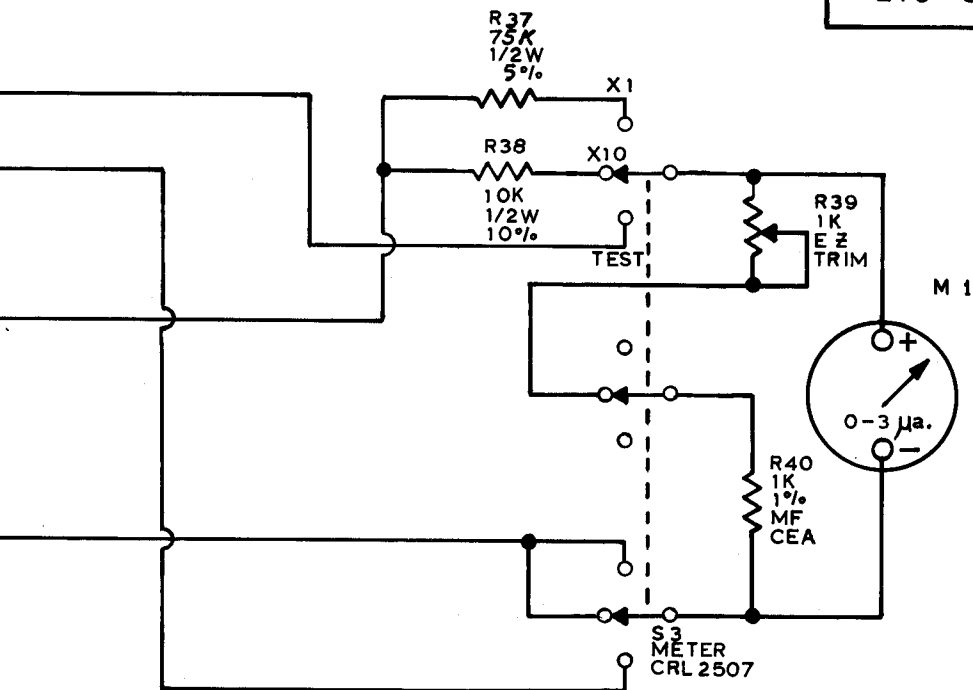 R37
75K
1/2W
5%
X1
R38
X10
10K
1/2W
10%
TEST
R39
1K
EZ
TRIM
M 1
+
0-3 µa.
−
R40
1K
1%
MF
CEA
S3
METER
CRL 2507